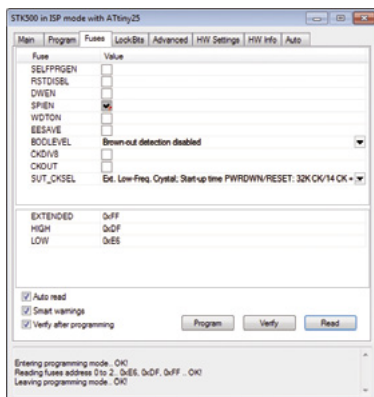 STK500 in ISP mode with ATtiny25
Main Program Fuses LockBits Advanced HW Settings HW Info Auto
Fuse Value
SELFPRGEN
RSTDISBL
DWEN
SPIEN
WDTON
EESAVE
BODLEVEL Brown-out detection disabled
CKDIV8
CKOUT
SUT_CKSEL Ext. Low-Freq. Crystal; Start-up time PWRDWN/RESET: 32K CK/14 CK +
EXTENDED 0xFF
HIGH 0xDF
LOW 0xE6
Auto read
Smart warnings
Verify after programming
Program Verify Read
Entering programming mode.. OK!
Reading fuses address 0 to 2.. 0xE6, 0xDF, 0xFF .. OK!
Leaving programming mode.. OK!